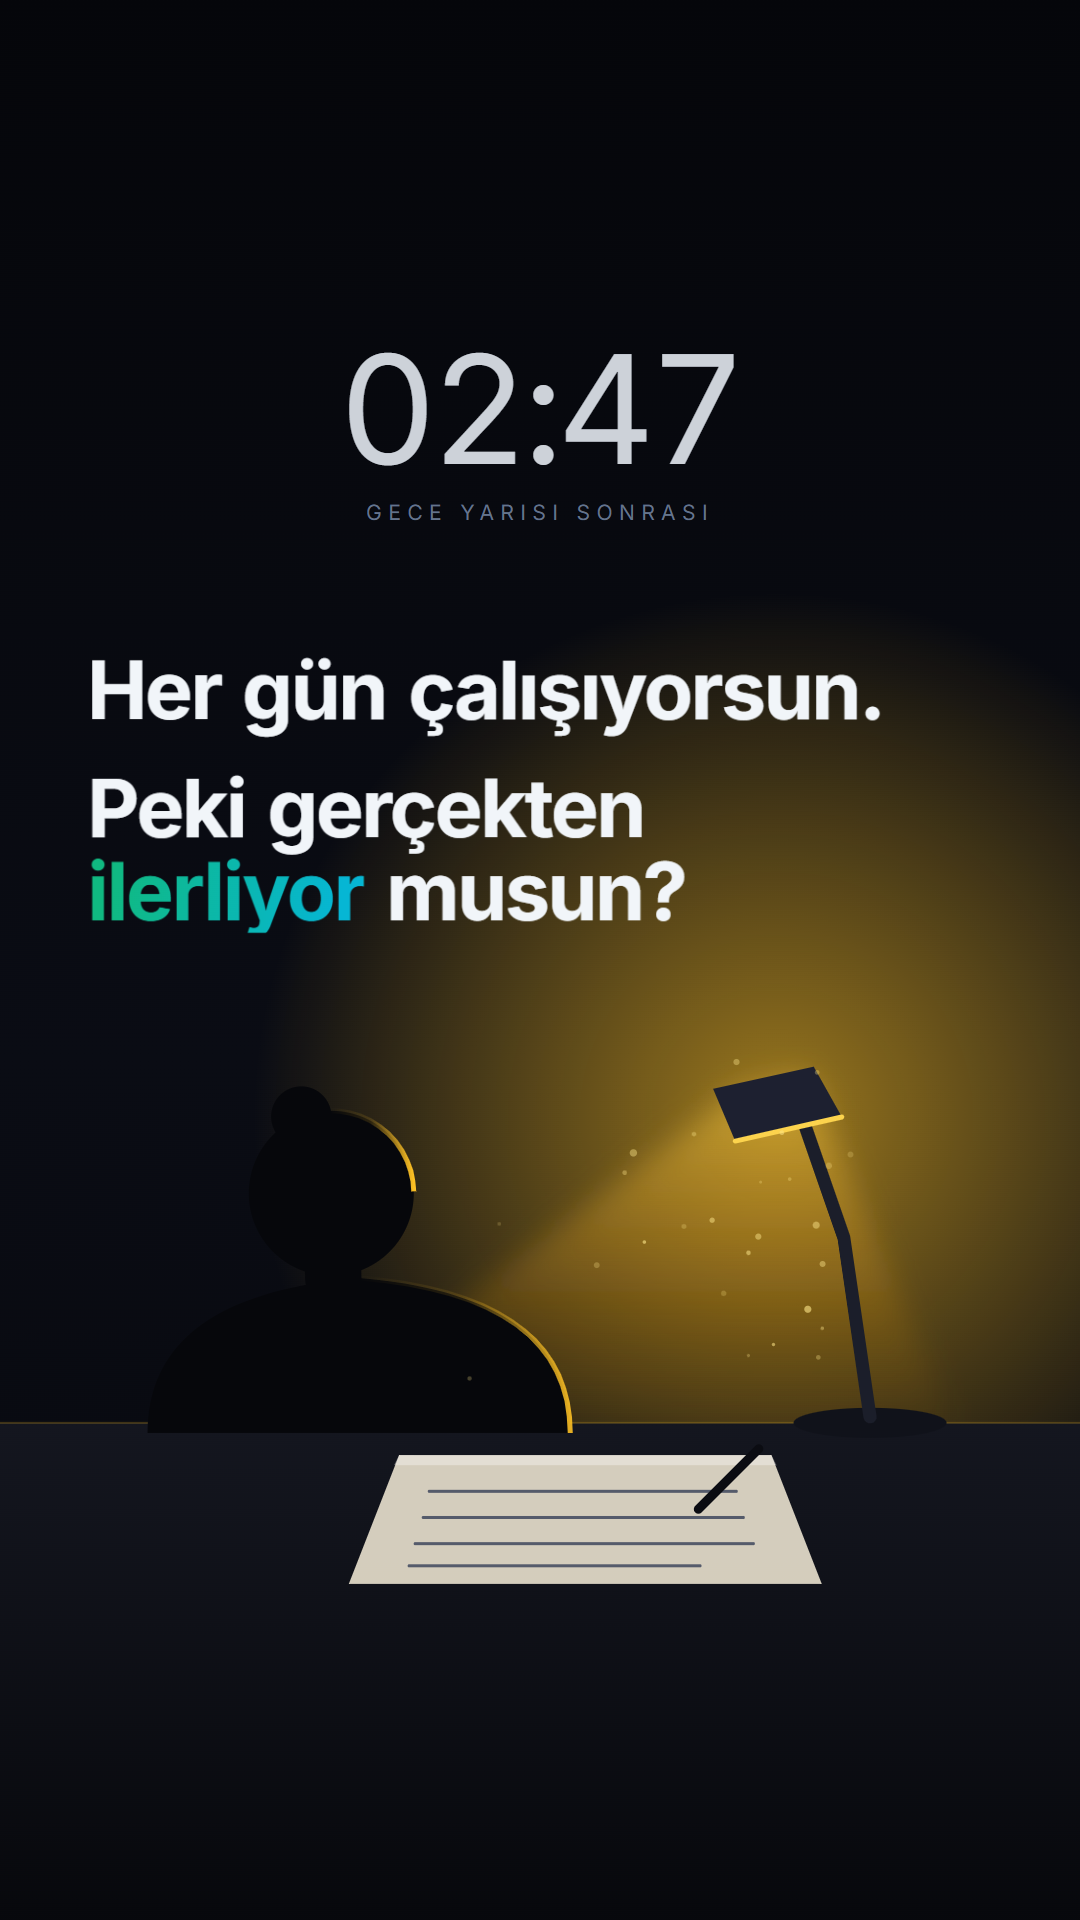 02:47
GECE YARISI SONRASI
Her gün çalışıyorsun.
Peki gerçekten
ilerliyor musun?